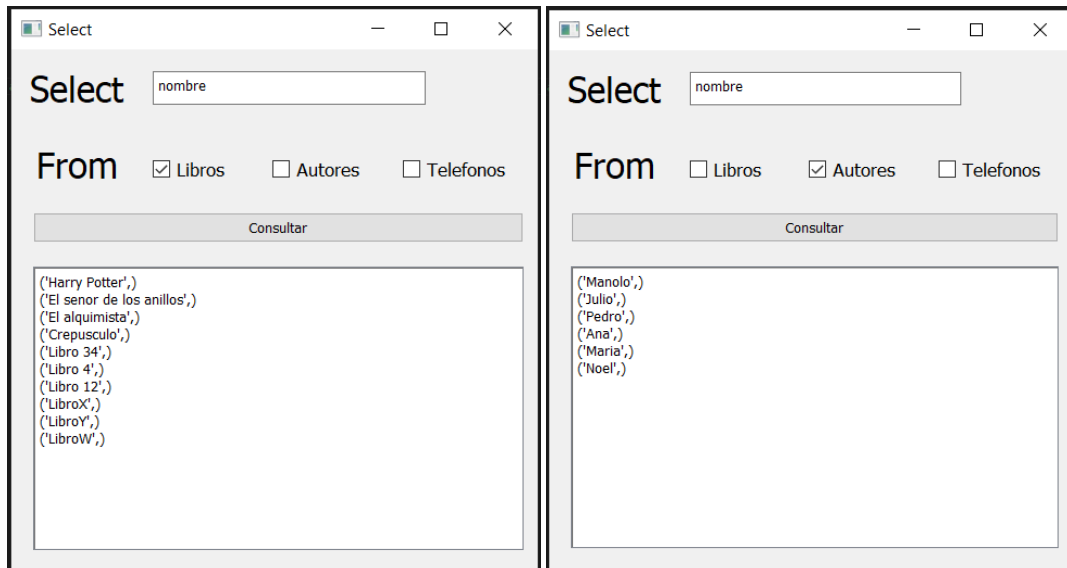 Select
Select nombre
From Libros Autores Telefonos
Consultar
('Harry Potter',)
('El senor de los anillos',)
('El alquimista',)
('Crepusculo',)
('Libro 34',)
('Libro 4',)
('Libro 12',)
('LibroX',)
('LibroY',)
('LibroW',)
Select
Select nombre
From Libros Autores Telefonos
Consultar
('Manolo',)
('Julio',)
('Pedro',)
('Ana',)
('Maria',)
('Noel',)